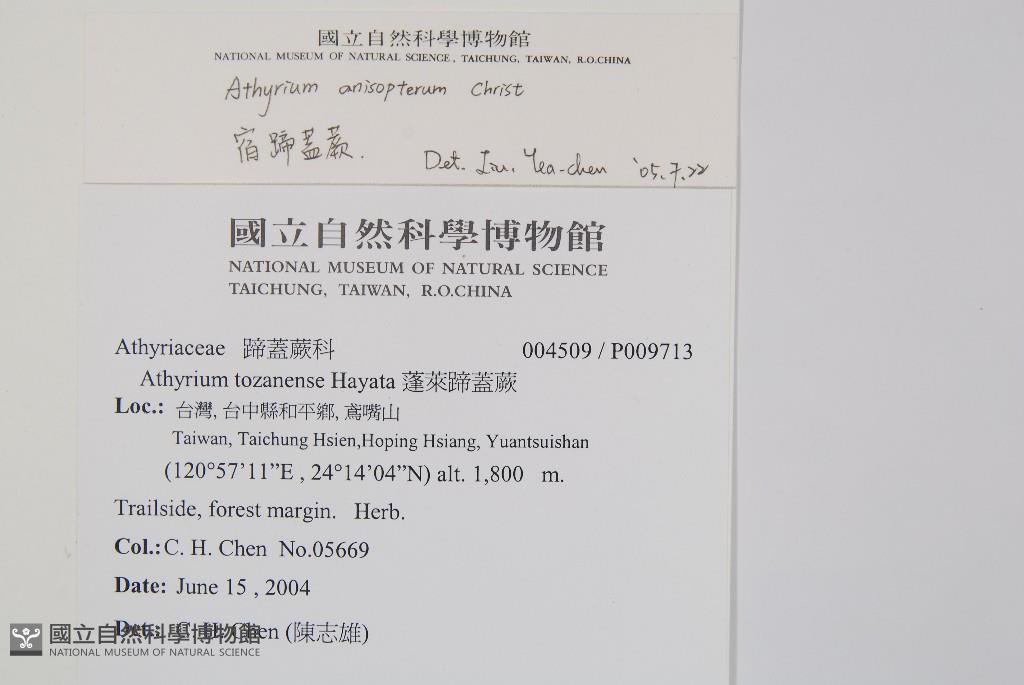 國立自然科學博物館
NATIONAL MUSEUM OF NATURAL SCIENCE, TAICHUNG, TAIWAN, R.O.CHINA
Athyrium anisopterum Christ
宿蹄蓋蕨.
Det. Liu, Yea-chen '05.7.22
國立自然科學博物館
NATIONAL MUSEUM OF NATURAL SCIENCE
TAICHUNG, TAIWAN, R.O.CHINA
Athyriaceae 蹄蓋蕨科 004509 / P009713
Athyrium tozanense Hayata 蓬萊蹄蓋蕨
Loc.: 台灣, 台中縣和平鄉, 鳶嘴山
Taiwan, Taichung Hsien,Hoping Hsiang, Yuantsuishan
(120°57’11”E , 24°14’04”N) alt. 1,800 m.
Trailside, forest margin. Herb.
Col.: C. H. Chen No.05669
Date: June 15 , 2004
Det.: C. H. Chen (陳志雄)
國立自然科學博物館
NATIONAL MUSEUM OF NATURAL SCIENCE